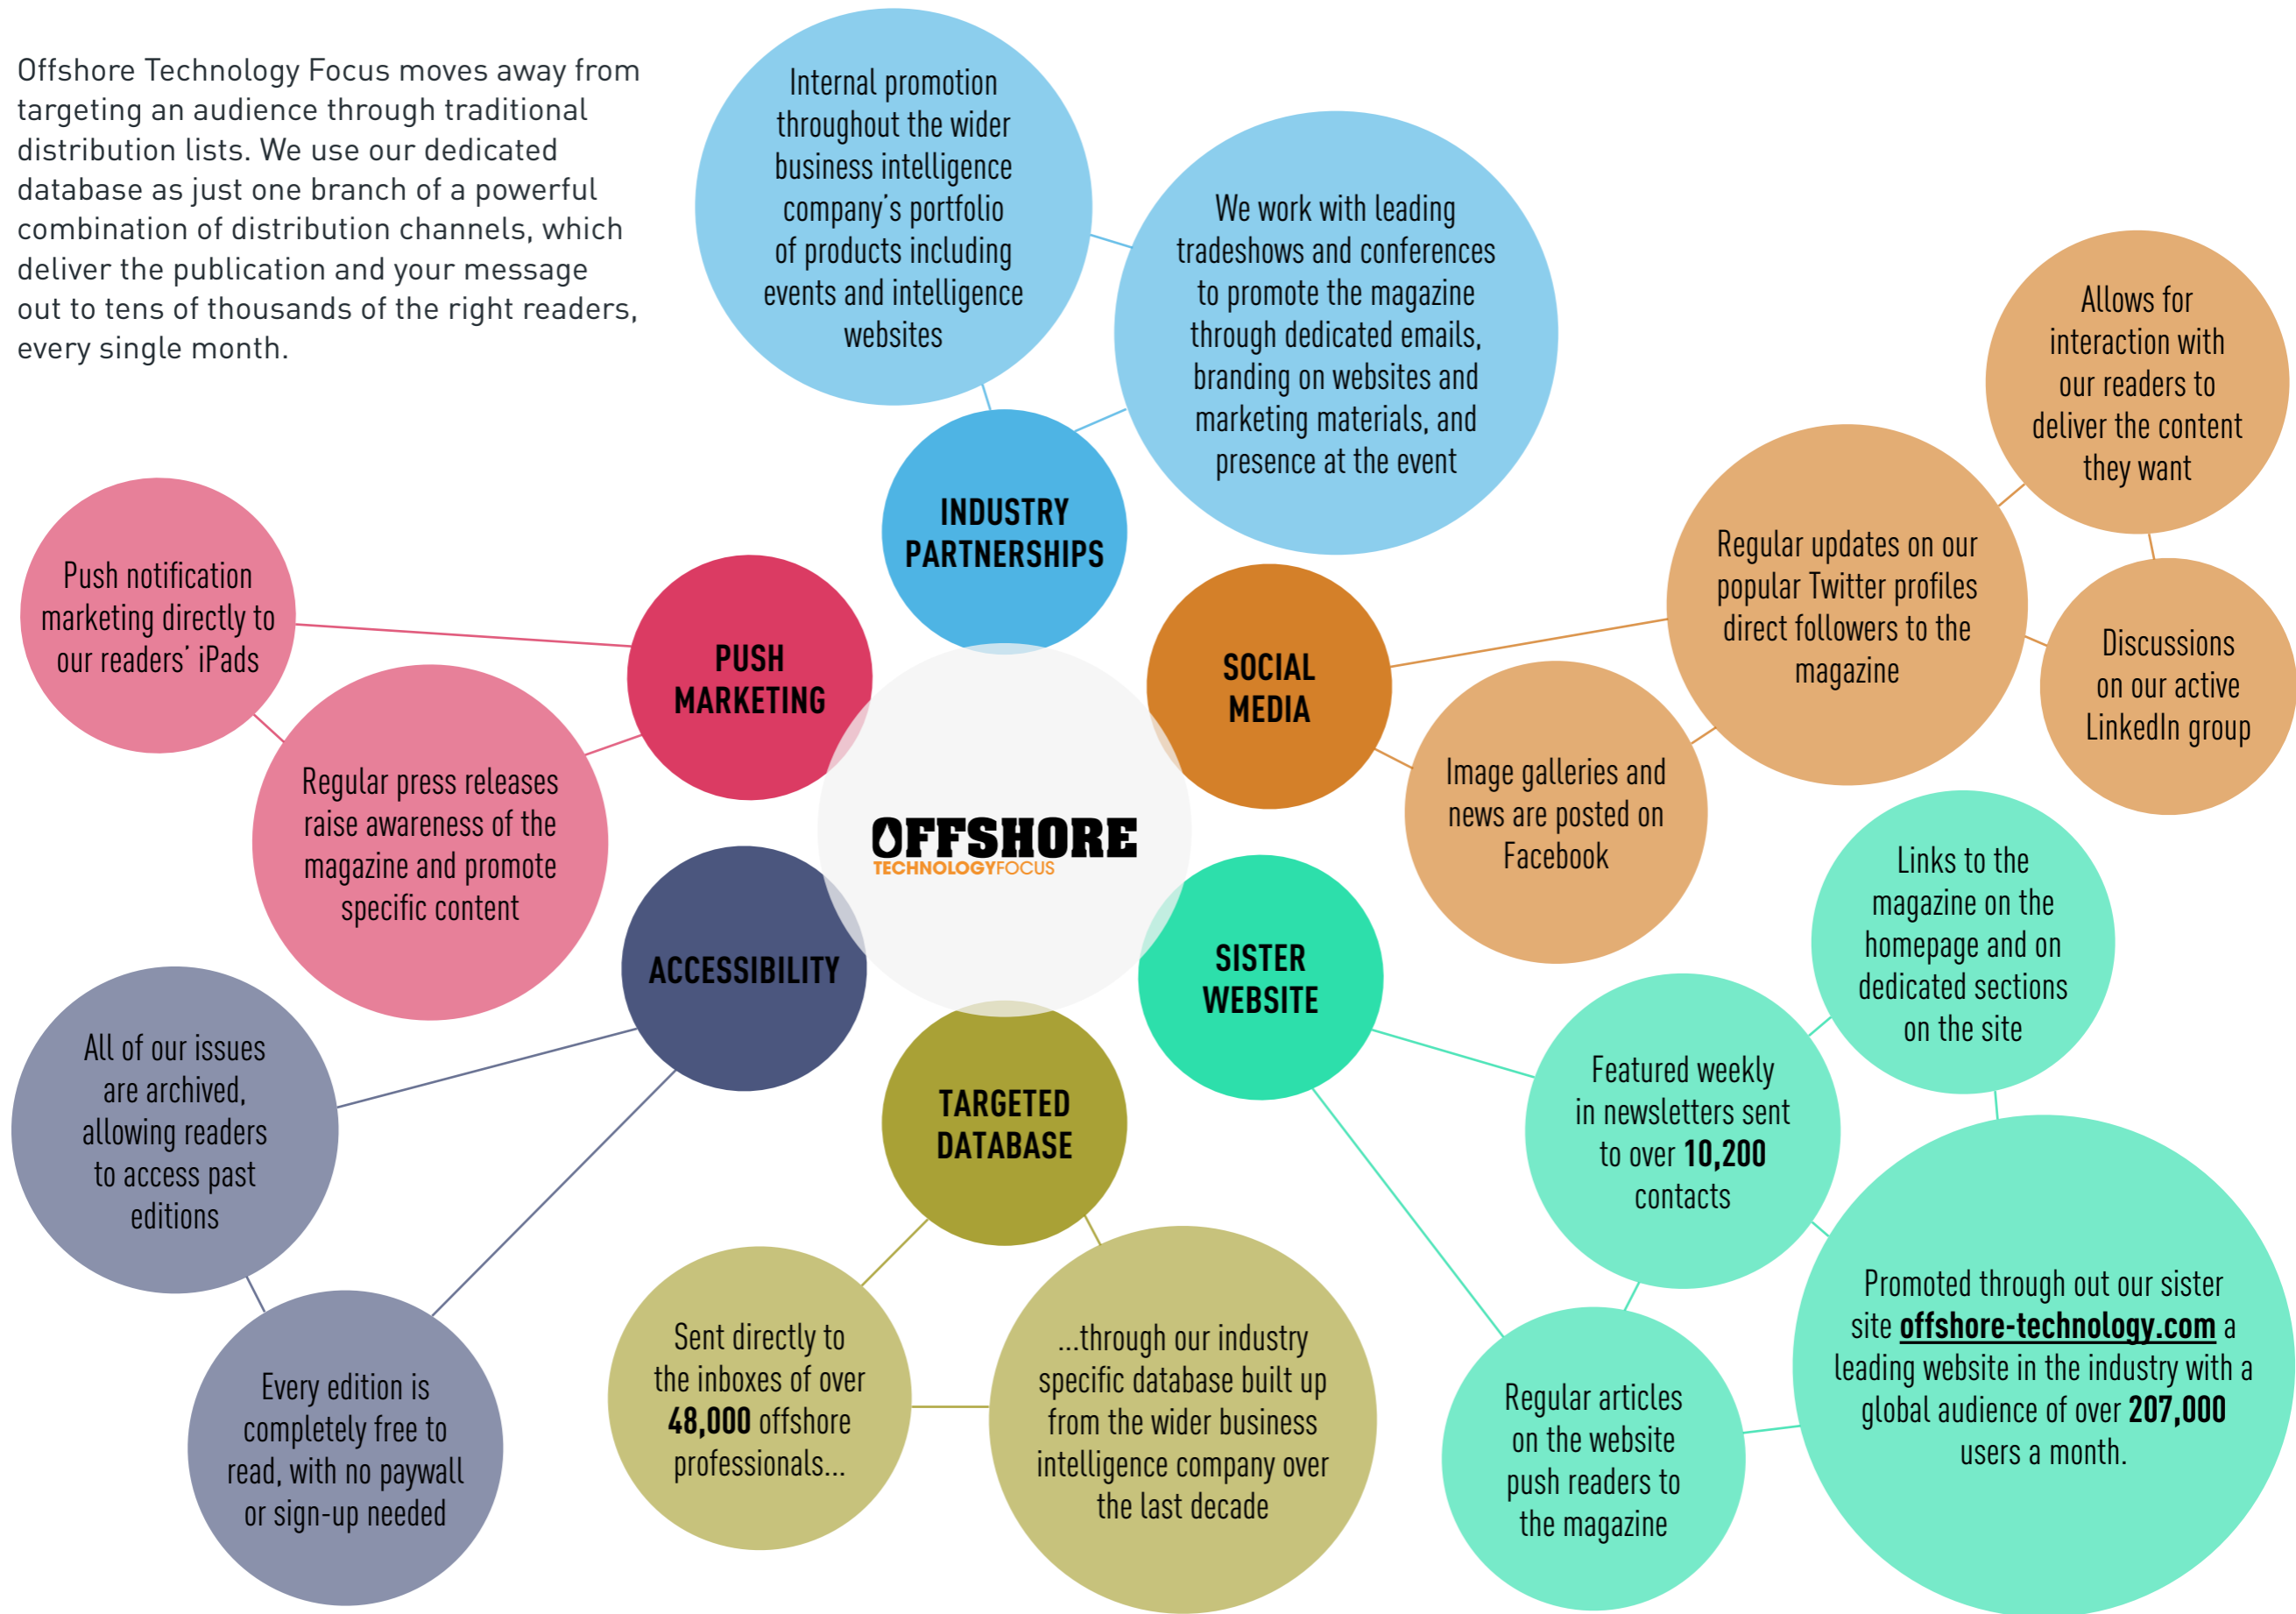 Offshore Technology Focus moves away from
targeting an audience through traditional
distribution lists. We use our dedicated
database as just one branch of a powerful
combination of distribution channels, which
deliver the publication and your message
out to tens of thousands of the right readers,
every single month.
Internal promotion
throughout the wider
business intelligence
company's portfolio
of products including
events and intelligence
websites
We work with leading
tradeshows and conferences
to promote the magazine
through dedicated emails,
branding on websites and
marketing materials, and
presence at the event
INDUSTRY
PARTNERSHIPS
Allows for
interaction with
our readers to
deliver the content
they want
Regular updates on our
popular Twitter profiles
direct followers to the
magazine
Discussions
on our active
LinkedIn group
Image galleries and
news are posted on
Facebook
SOCIAL
MEDIA
Push notification
marketing directly to
our readers' iPads
Regular press releases
raise awareness of the
magazine and promote
specific content
PUSH
MARKETING
OFFSHORE
TECHNOLOGYFOCUS
ACCESSIBILITY
All of our issues
are archived,
allowing readers
to access past
editions
Every edition is
completely free to
read, with no paywall
or sign-up needed
TARGETED
DATABASE
Sent directly to
the inboxes of over
48,000 offshore
professionals...
...through our industry
specific database built up
from the wider business
intelligence company over
the last decade
SISTER
WEBSITE
Links to the
magazine on the
homepage and on
dedicated sections
on the site
Featured weekly
in newsletters sent
to over 10,200
contacts
Promoted through out our sister
site offshore-technology.com a
leading website in the industry with a
global audience of over 207,000
users a month.
Regular articles
on the website
push readers to
the magazine